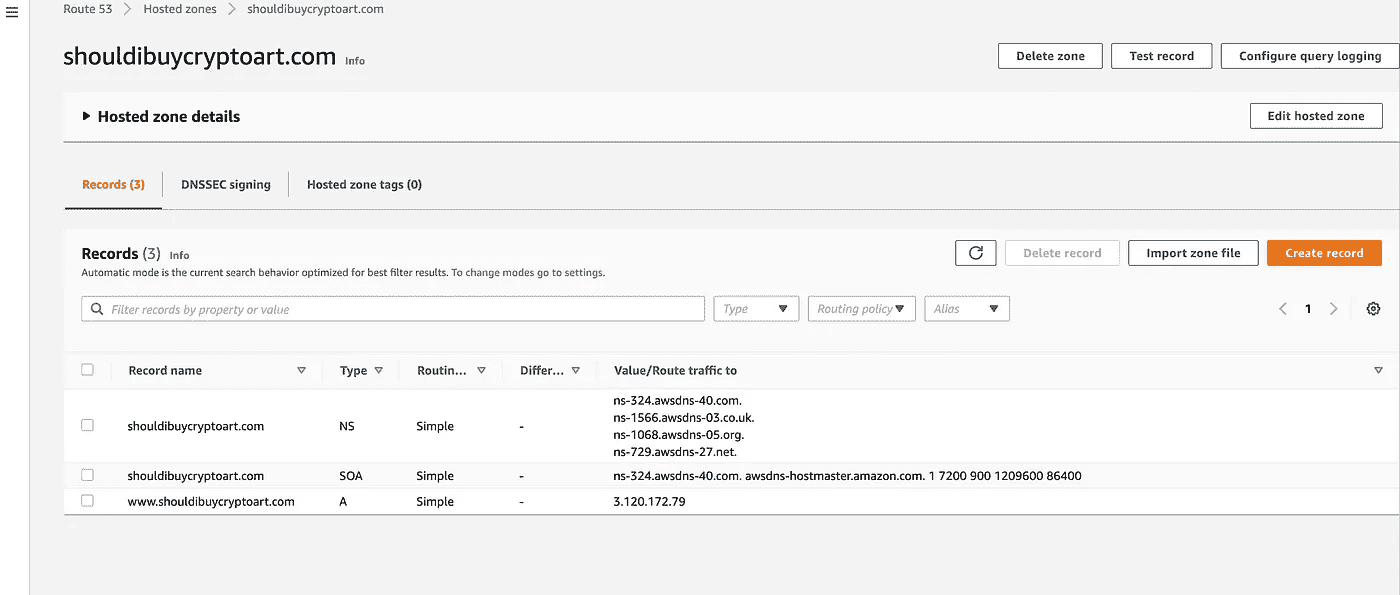 Route 53 > Hosted zones > shouldibuycryptoart.com
shouldibuycryptoart.com Info
Delete zone Test record Configure query logging
Hosted zone details
Edit hosted zone
Records (3) DNSSEC signing Hosted zone tags (0)
Records (3) Info
Delete record Import zone file Create record
Automatic mode is the current search behavior optimized for best filter results. To change modes go to settings.
Filter records by property or value Type Routing policy Alias 1
Record name Type Routin... Differ... Value/Route traffic to
shouldibuycryptoart.com NS Simple -
ns-324.awsdns-40.com.
ns-1566.awsdns-03.co.uk.
ns-1068.awsdns-05.org.
ns-729.awsdns-27.net.
shouldibuycryptoart.com SOA Simple - ns-324.awsdns-40.com. awsdns-hostmaster.amazon.com. 1 7200 900 1209600 86400
www.shouldibuycryptoart.com A Simple - 3.120.172.79